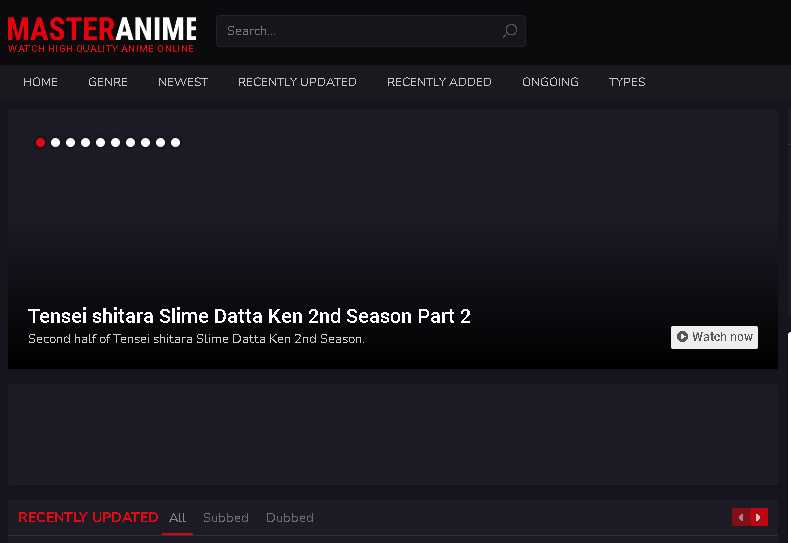 MASTERANIME
WATCH HIGH QUALITY ANIME ONLINE
Search...
HOME GENRE NEWEST RECENTLY UPDATED RECENTLY ADDED ONGOING TYPES
Tensei shitara Slime Datta Ken 2nd Season Part 2
Second half of Tensei shitara Slime Datta Ken 2nd Season.
Watch now
RECENTLY UPDATED All Subbed Dubbed